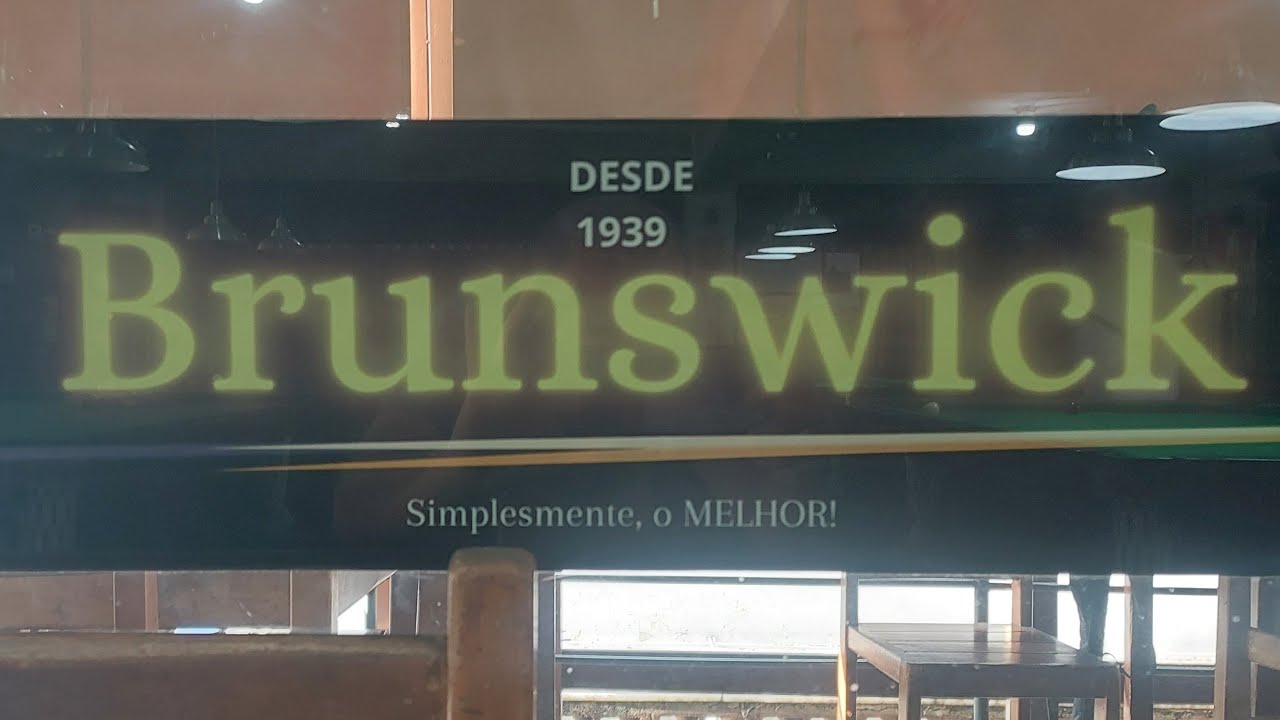 DESDE
1939
Brunswick
Simplesmente, o MELHOR!